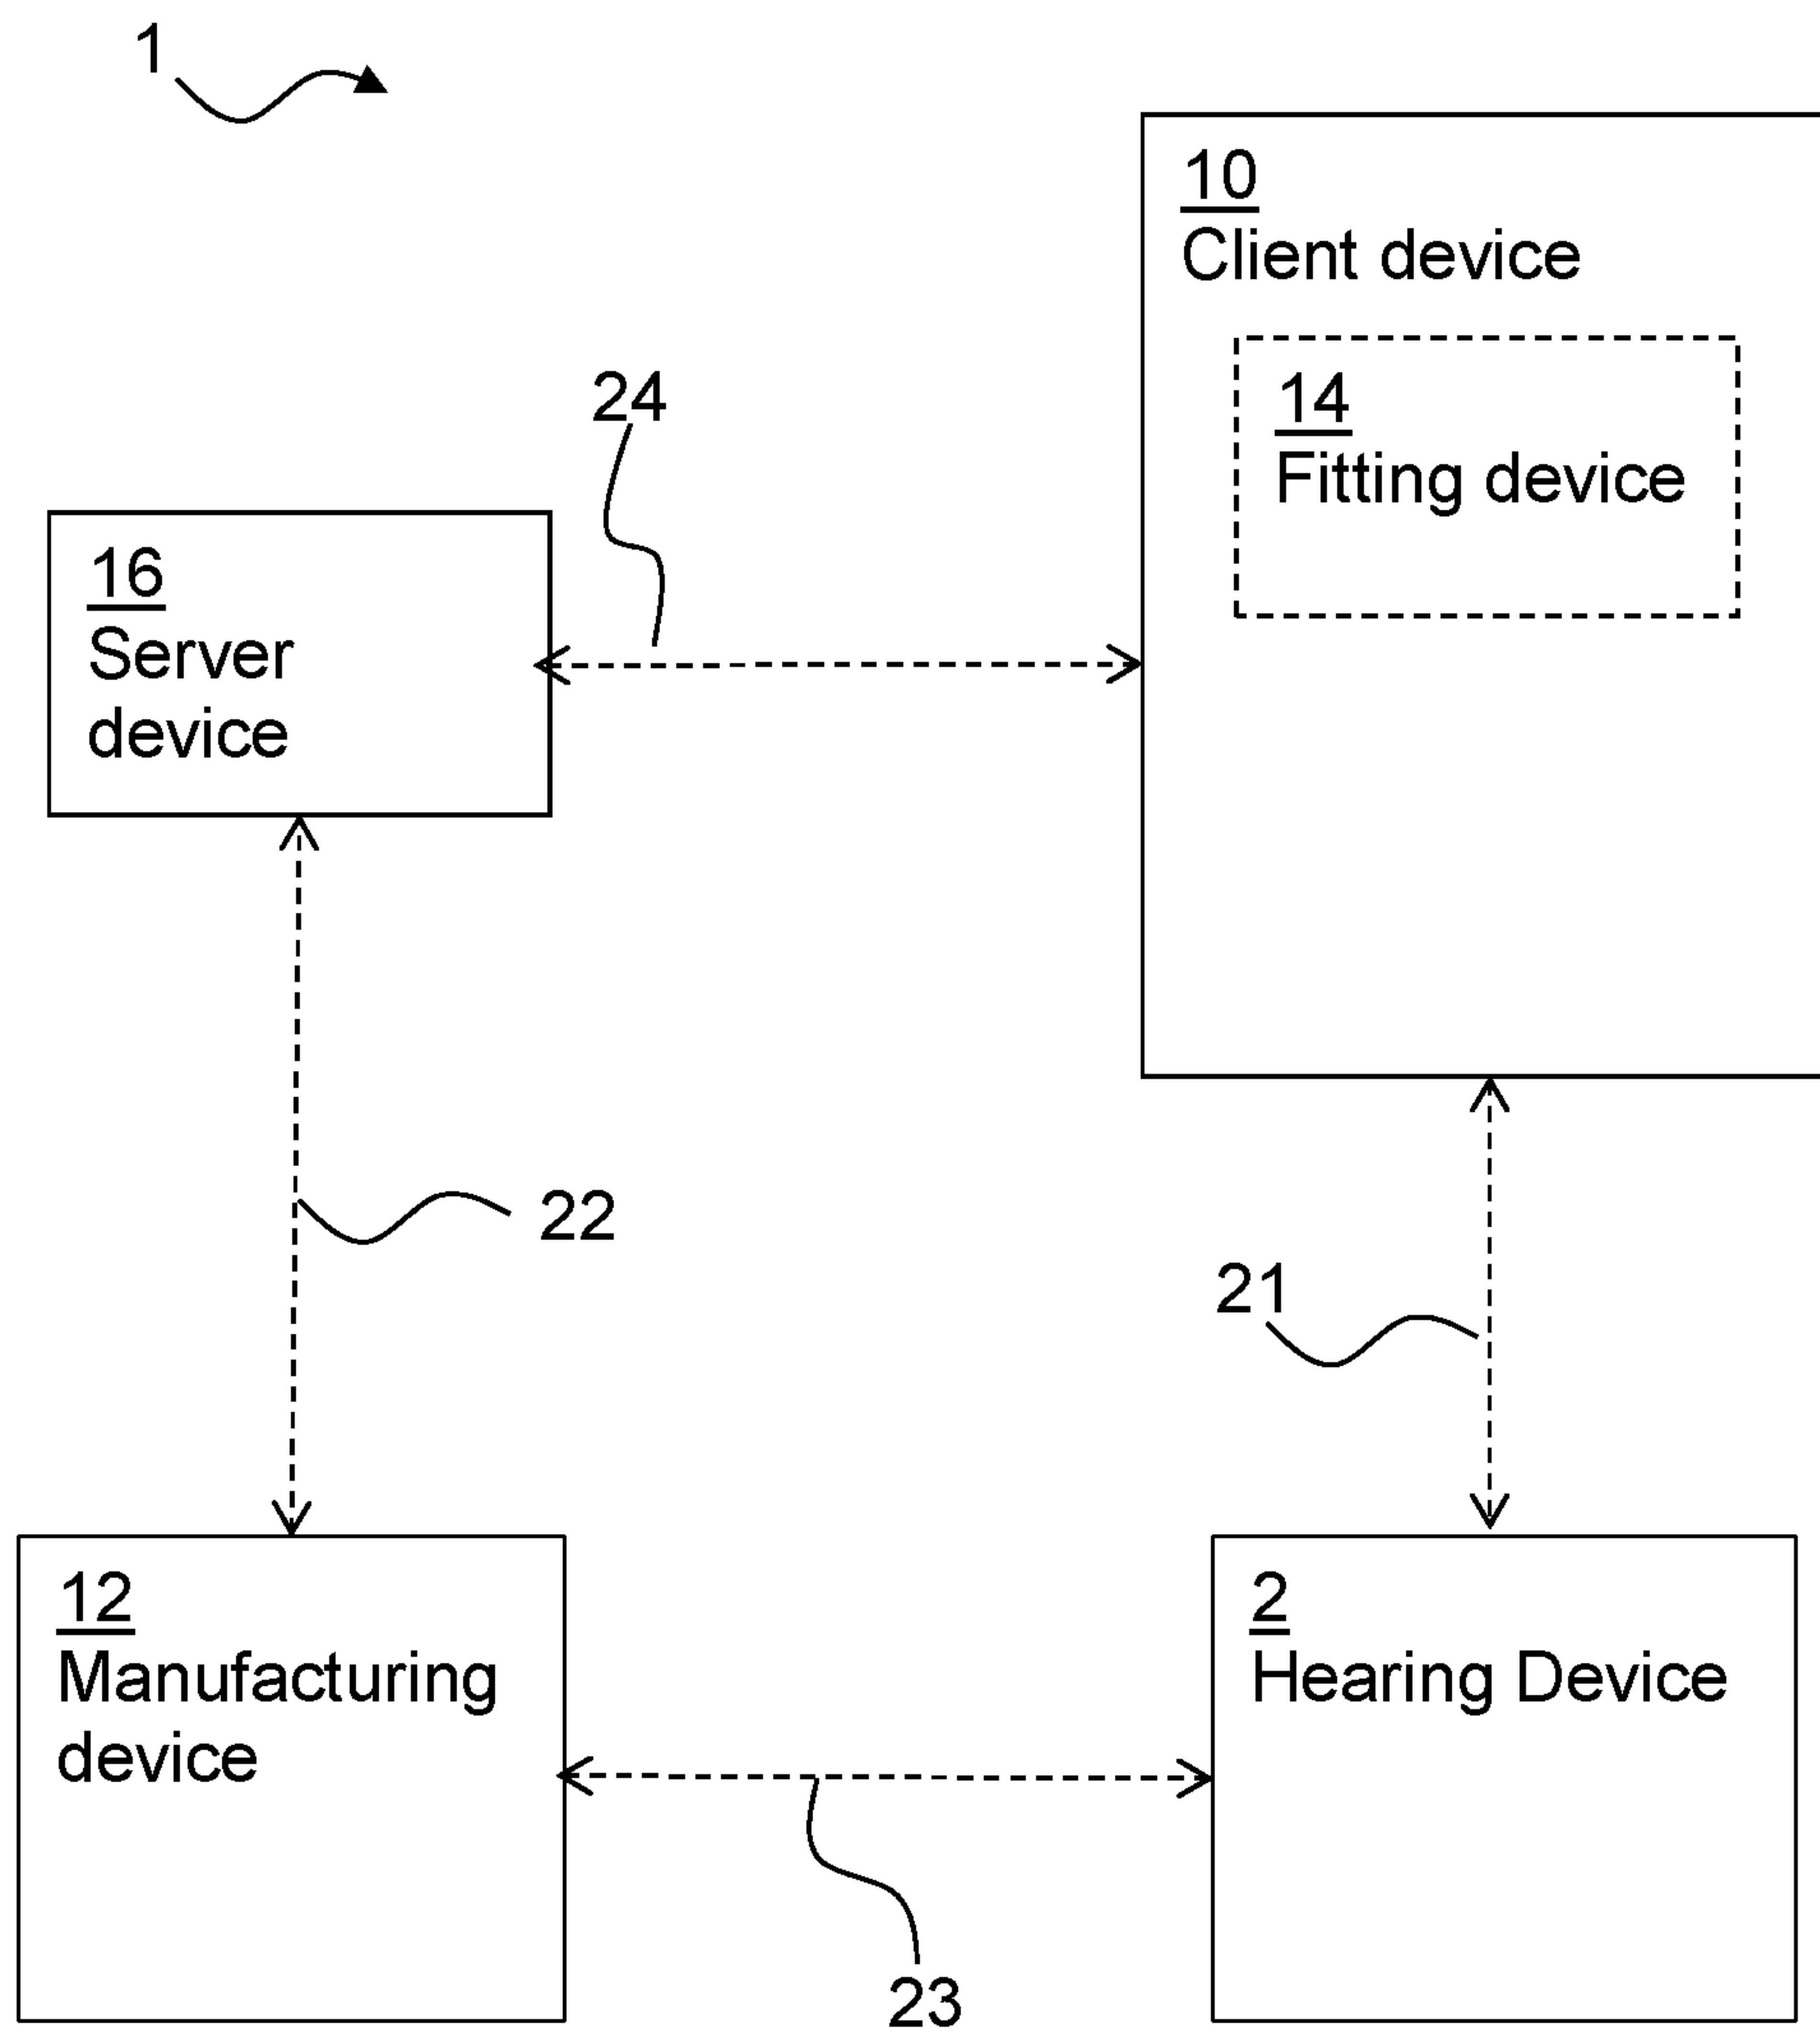 1
10
Client device
14
Fitting device
24
16
Server
device
22
21
12
Manufacturing
device
2
Hearing Device
23